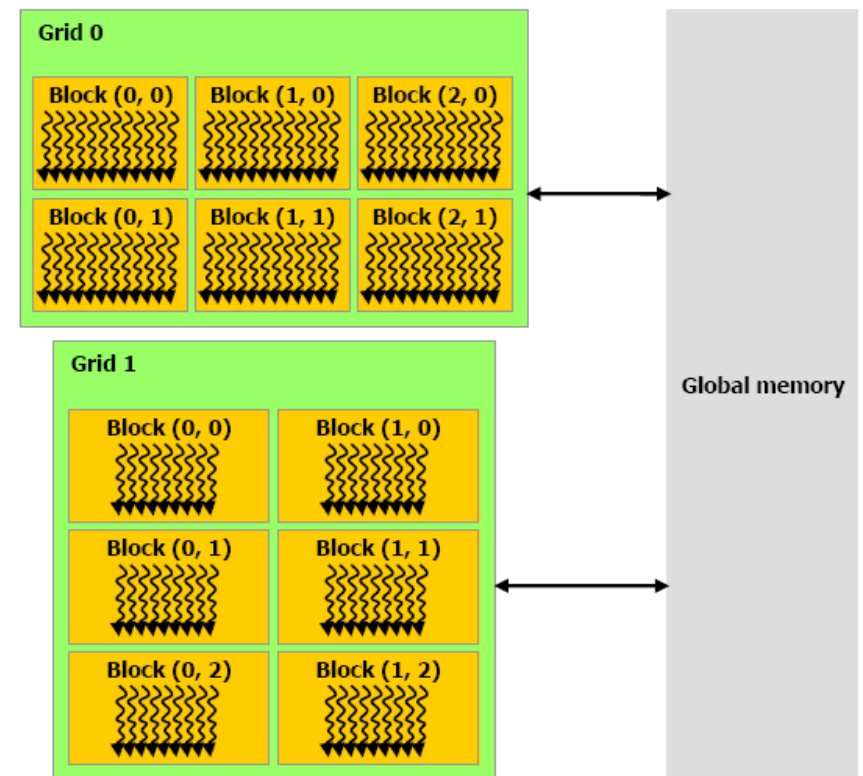 Grid 0
Block (0, 0) Block (1, 0) Block (2, 0)
Block (0, 1) Block (1, 1) Block (2, 1)
Grid 1
Block (0, 0) Block (1, 0)
Block (0, 1) Block (1, 1)
Block (0, 2) Block (1, 2)
Global memory